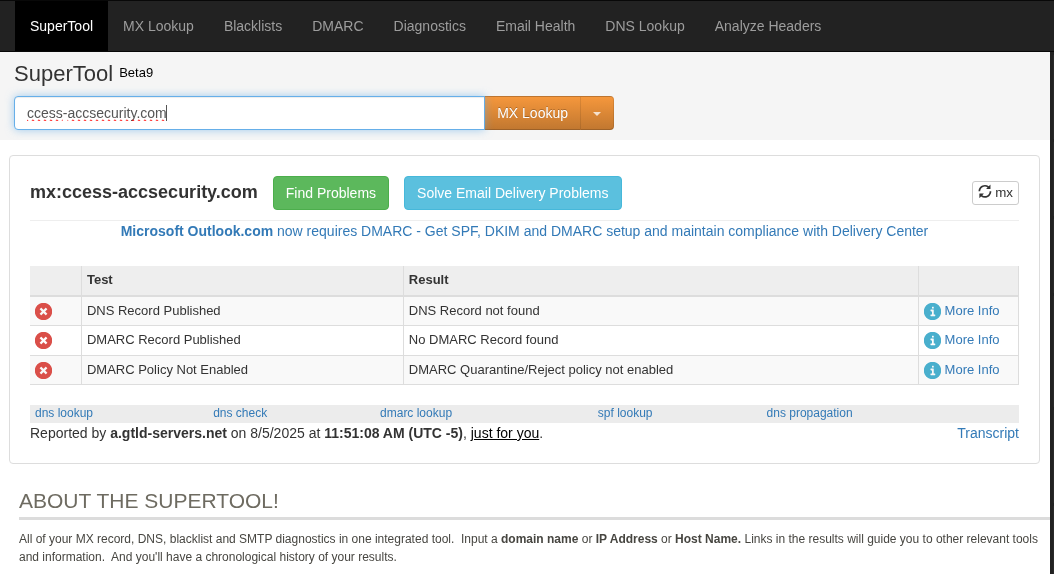 SuperTool MX Lookup Blacklists DMARC Diagnostics Email Health DNS Lookup Analyze Headers
SuperTool Beta9
ccess-accsecurity.com MX Lookup
mx:ccess-accsecurity.com Find Problems Solve Email Delivery Problems mx
Microsoft Outlook.com now requires DMARC - Get SPF, DKIM and DMARC setup and maintain compliance with Delivery Center
Test Result
DNS Record Published DNS Record not found More Info
DMARC Record Published No DMARC Record found More Info
DMARC Policy Not Enabled DMARC Quarantine/Reject policy not enabled More Info
dns lookup dns check dmarc lookup spf lookup dns propagation
Reported by a.gtld-servers.net on 8/5/2025 at 11:51:08 AM (UTC -5), just for you. Transcript
ABOUT THE SUPERTOOL!
All of your MX record, DNS, blacklist and SMTP diagnostics in one integrated tool.  Input a domain name or IP Address or Host Name. Links in the results will guide you to other relevant tools
and information.  And you'll have a chronological history of your results.